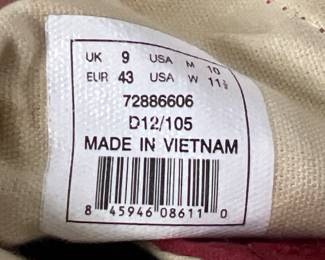 UK 9 USA M 10
EUR 43 USA W 11½
72886606
D12/105
MADE IN VIETNAM
8 45946 08611 0